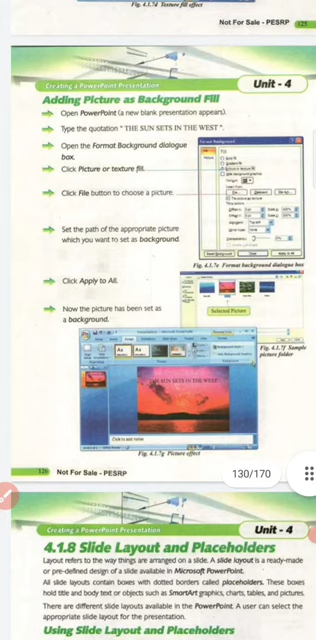 Fig. 4.1.7d Texture fill effect
Not For Sale - PESRP 125
Creating a PowerPoint Presentation
Unit - 4
Adding Picture as Background Fill
Open PowerPoint (a new blank presentation appears).
Type the quotation " THE SUN SETS IN THE WEST ".
Open the Format Background dialogue
box.
Click Picture or texture fill.
Click File button to choose a picture.
Set the path of the appropriate picture
which you want to set as background.
Fig. 4.1.7e Format background dialogue box
Click Apply to All.
Selected Picture
Now the picture has been set as
a background.
Fig. 4.1.7f Sample
picture folder
THE SUN SETS IN THE WEST
Click to add notes
Fig. 4.1.7g Picture effect
126 Not For Sale - PESRP
130/170
Creating a PowerPoint Presentation
Unit - 4
4.1.8 Slide Layout and Placeholders
Layout refers to the way things are arranged on a slide. A slide layout is a ready-made
or pre-defined design of a slide available in Microsoft PowerPoint.
All slide layouts contain boxes with dotted borders called placeholders. These boxes
hold title and body text or objects such as SmartArt graphics, charts, tables, and pictures.
There are different slide layouts available in the PowerPoint. A user can select the
appropriate slide layout for the presentation.
Using Slide Layout and Placeholders